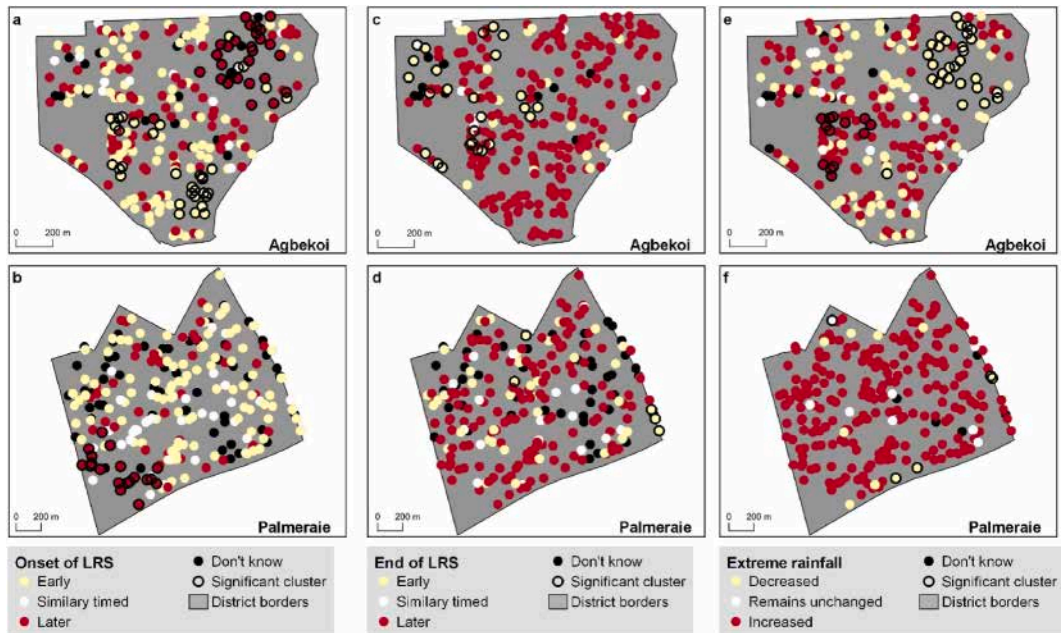 a
0 200 m
Agbekoi
c
0 200 m
Agbekoi
e
0 200 m
Agbekoi
b
0 200 m
Palmeraie
d
0 200 m
Palmeraie
f
0 200 m
Palmeraie
Onset of LRS
Early
Similary timed
Later
Don't know
Significant cluster
District borders
End of LRS
Early
Similary timed
Later
Don't know
Significant cluster
District borders
Extreme rainfall
Decreased
Remains unchanged
Increased
Don't know
Significant cluster
District borders